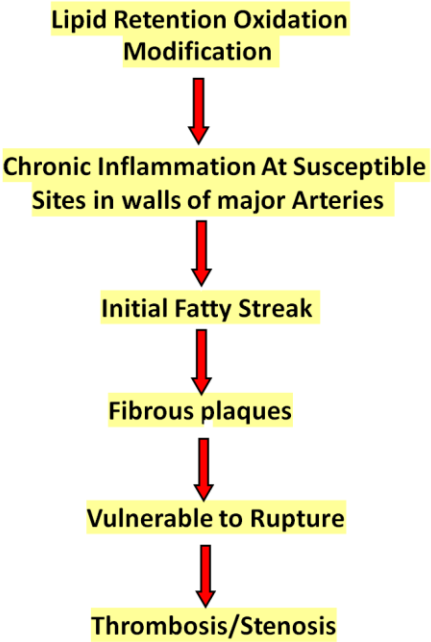 Lipid Retention Oxidation
Modification
Chronic Inflammation At Susceptible
Sites in walls of major Arteries
Initial Fatty Streak
Fibrous plaques
Vulnerable to Rupture
Thrombosis/Stenosis